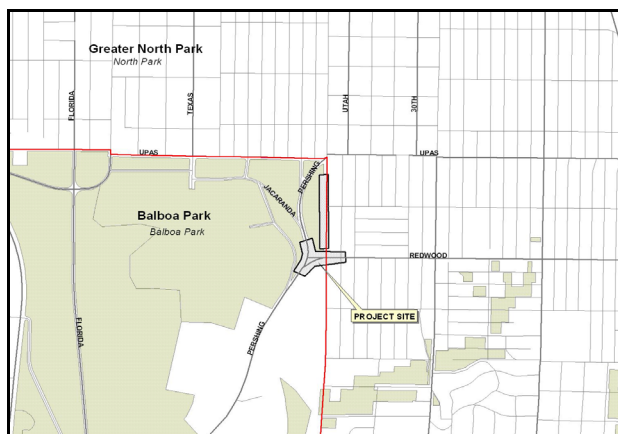 Greater North Park
North Park
FLORIDA
TEXAS
UTAH
30TH
UPAS
UPAS
PERSHING
JACARANDA
Balboa Park
Balboa Park
REDWOOD
PROJECT SITE
FLORIDA
PERSHING